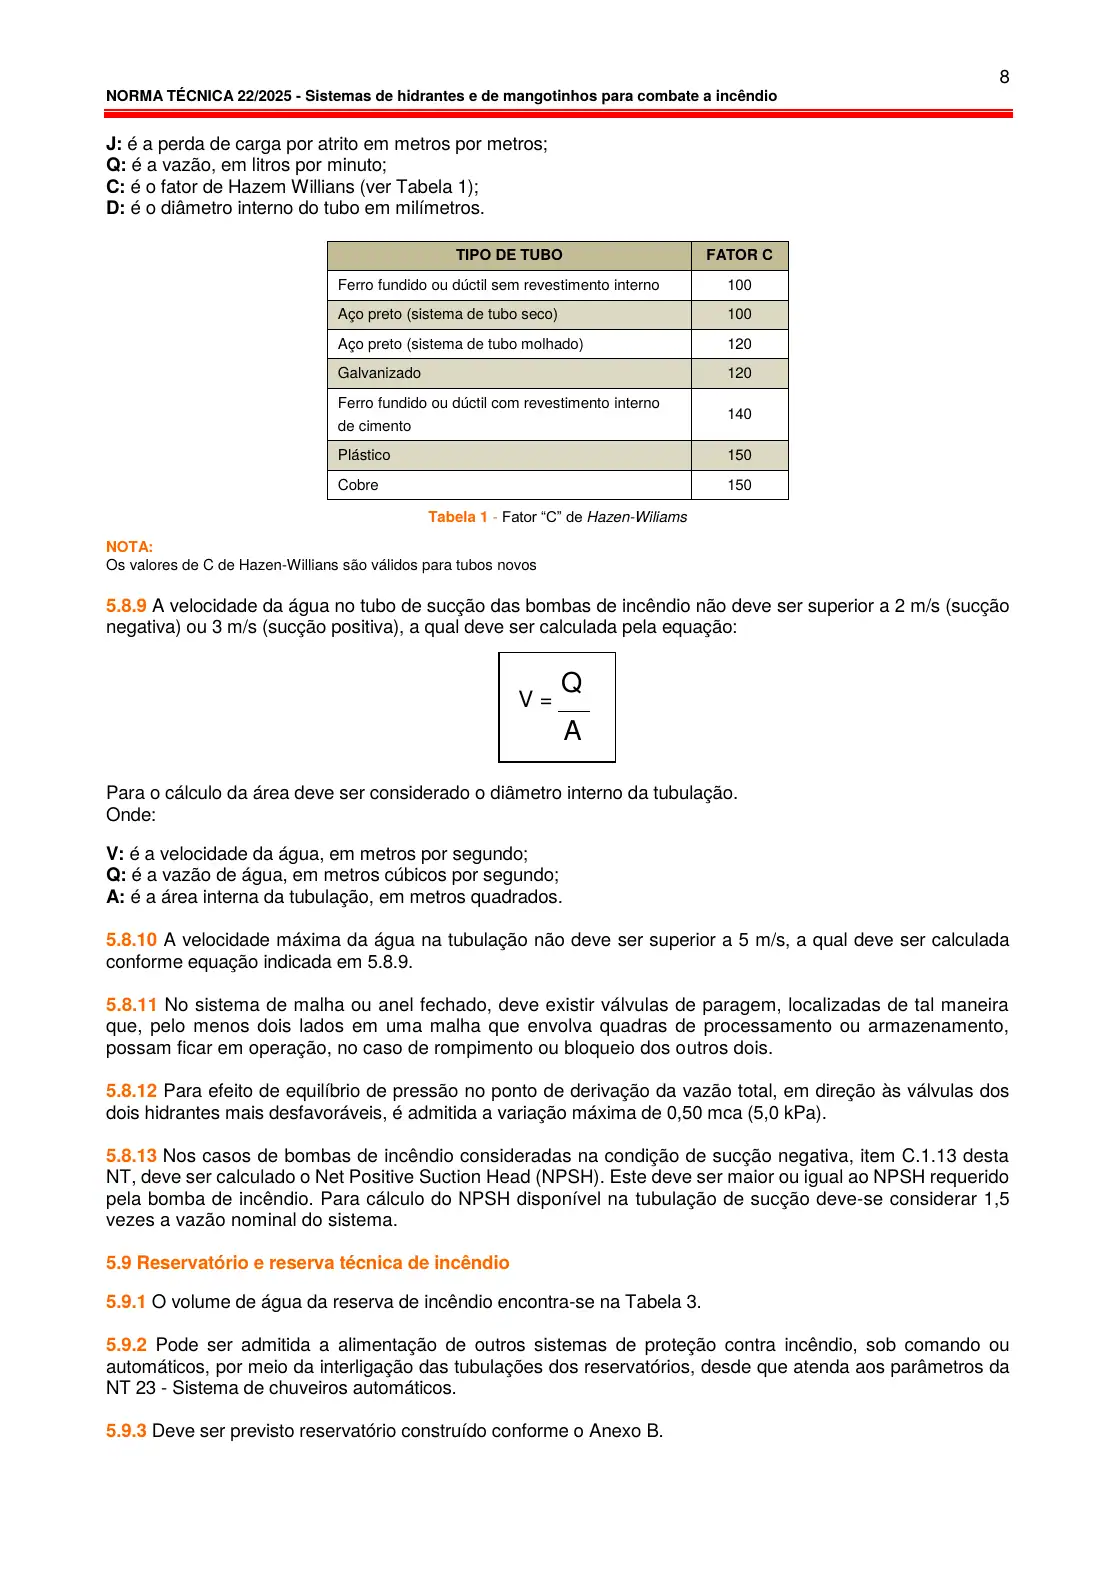 8
NORMA TÉCNICA 22/2025 - Sistemas de hidrantes e de mangotinhos para combate a incêndio
J: é a perda de carga por atrito em metros por metros;
Q: é a vazão, em litros por minuto;
C: é o fator de Hazem Willians (ver Tabela 1);
D: é o diâmetro interno do tubo em milímetros.
TIPO DE TUBO FATOR C
Ferro fundido ou dúctil sem revestimento interno 100
Aço preto (sistema de tubo seco) 100
Aço preto (sistema de tubo molhado) 120
Galvanizado 120
Ferro fundido ou dúctil com revestimento interno
de cimento 140
Plástico 150
Cobre 150
Tabela 1 - Fator “C” de Hazen-Wiliams
NOTA:
Os valores de C de Hazen-Willians são válidos para tubos novos
5.8.9 A velocidade da água no tubo de sucção das bombas de incêndio não deve ser superior a 2 m/s (sucção
negativa) ou 3 m/s (sucção positiva), a qual deve ser calculada pela equação:
V = Q
A
Para o cálculo da área deve ser considerado o diâmetro interno da tubulação.
Onde:
V: é a velocidade da água, em metros por segundo;
Q: é a vazão de água, em metros cúbicos por segundo;
A: é a área interna da tubulação, em metros quadrados.
5.8.10 A velocidade máxima da água na tubulação não deve ser superior a 5 m/s, a qual deve ser calculada
conforme equação indicada em 5.8.9.
5.8.11 No sistema de malha ou anel fechado, deve existir válvulas de paragem, localizadas de tal maneira
que, pelo menos dois lados em uma malha que envolva quadras de processamento ou armazenamento,
possam ficar em operação, no caso de rompimento ou bloqueio dos outros dois.
5.8.12 Para efeito de equilíbrio de pressão no ponto de derivação da vazão total, em direção às válvulas dos
dois hidrantes mais desfavoráveis, é admitida a variação máxima de 0,50 mca (5,0 kPa).
5.8.13 Nos casos de bombas de incêndio consideradas na condição de sucção negativa, item C.1.13 desta
NT, deve ser calculado o Net Positive Suction Head (NPSH). Este deve ser maior ou igual ao NPSH requerido
pela bomba de incêndio. Para cálculo do NPSH disponível na tubulação de sucção deve-se considerar 1,5
vezes a vazão nominal do sistema.
5.9 Reservatório e reserva técnica de incêndio
5.9.1 O volume de água da reserva de incêndio encontra-se na Tabela 3.
5.9.2 Pode ser admitida a alimentação de outros sistemas de proteção contra incêndio, sob comando ou
automáticos, por meio da interligação das tubulações dos reservatórios, desde que atenda aos parâmetros da
NT 23 - Sistema de chuveiros automáticos.
5.9.3 Deve ser previsto reservatório construído conforme o Anexo B.